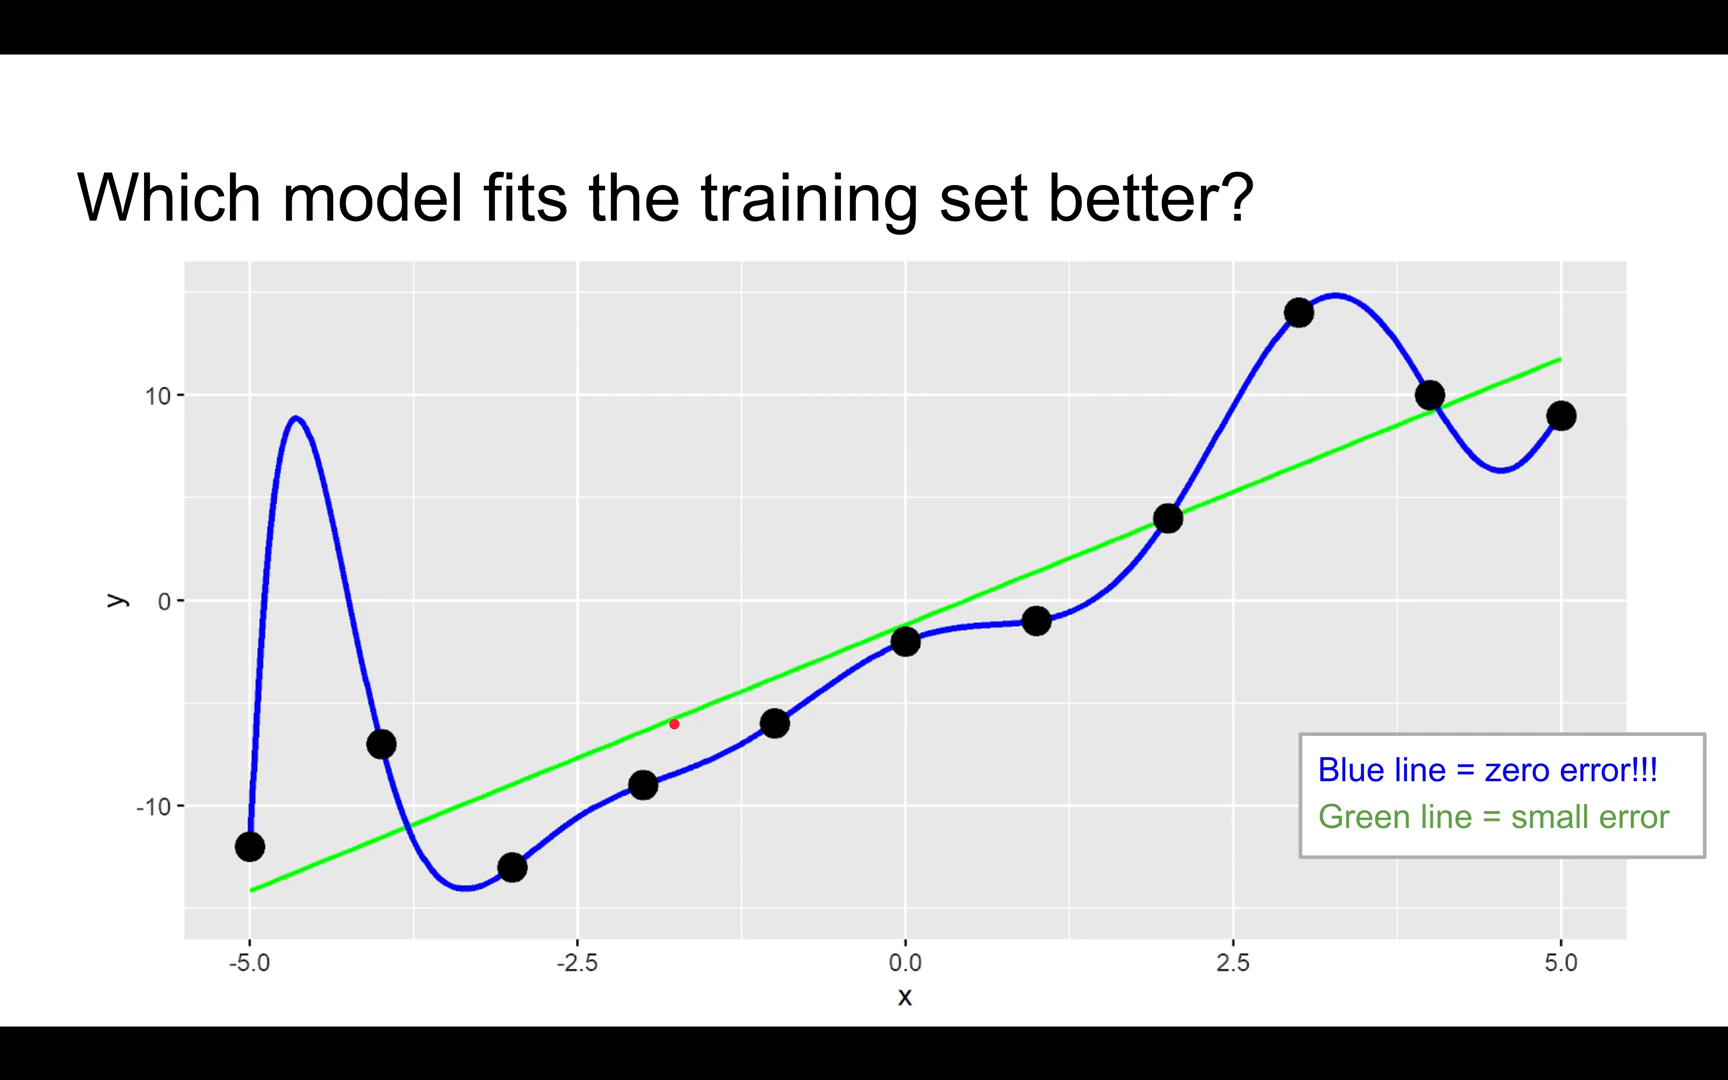 Which model fits the training set better?
10
0
-10
y
-5.0 -2.5 0.0 2.5 5.0
x
Blue line = zero error!!!
Green line = small error